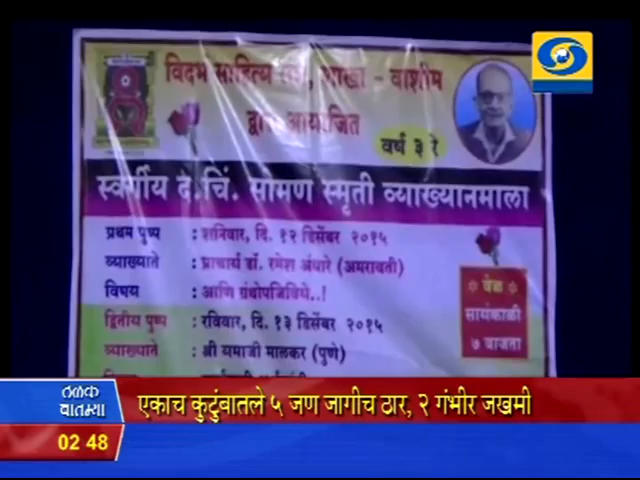 विदर्भ साहित्य संघ, शाखा - वाशीम
द्वारा आयोजित
वर्ष ३ रे
स्वर्गीय द.चिं. सोमण स्मृती व्याख्यानमाला
प्रथम पुष्प : शनिवार, दि. १२ डिसेंबर २०१५
व्याख्याते : प्राचार्य डॉ. रमेश अंधारे (अमरावती)
विषय : आणि ग्रंथोपजिविये..!
द्वितीय पुष्प : रविवार, दि. १३ डिसेंबर २०१५
व्याख्याते : श्री यमाजी मालकर (पुणे)
वेळ
सायंकाळी
७ वाजता
ठळक
बातम्या
02 48
एकाच कुटुंबातले ५ जण जागीच ठार, २ गंभीर जखमी